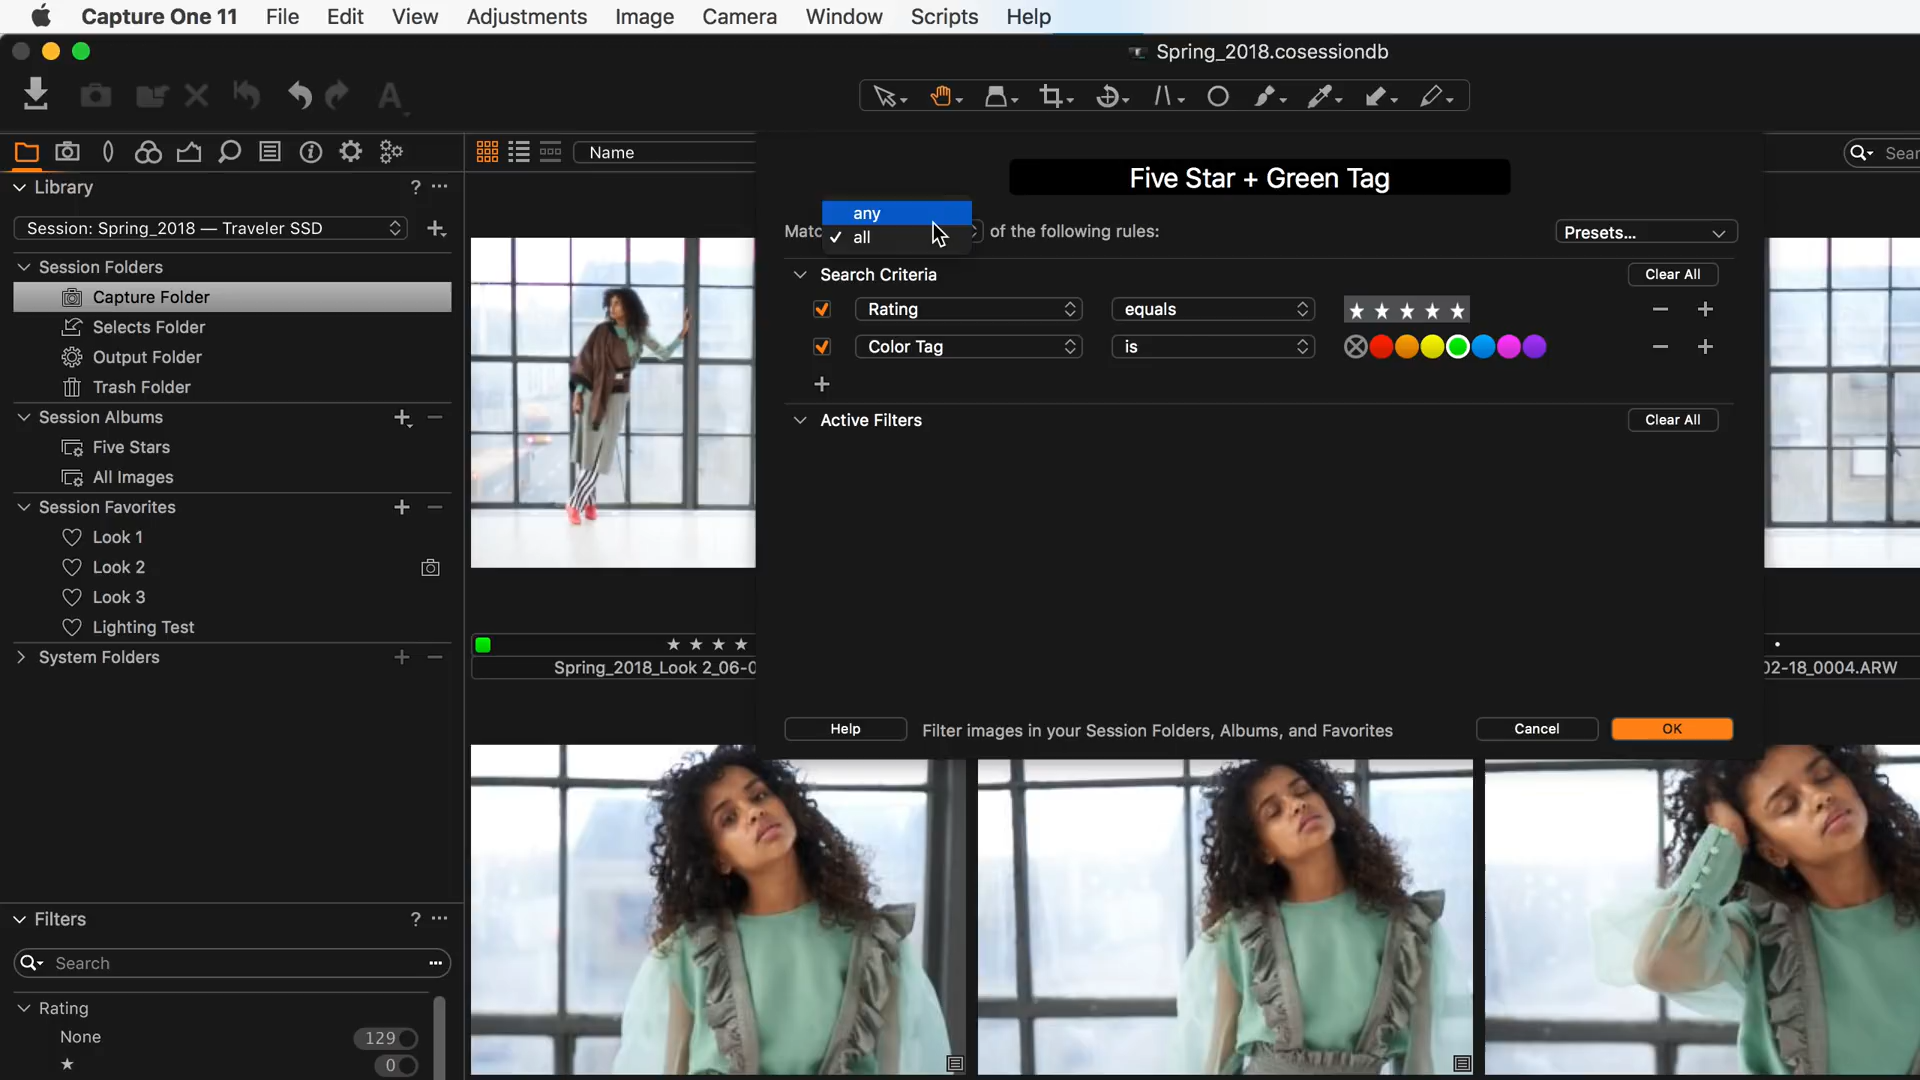 Capture One 11 File Edit View Adjustments Image Camera Window Scripts Help
Spring_2018.cosessiondb
A
Name
Library
?
Session: Spring_2018 — Traveler SSD
Session Folders
Capture Folder
Selects Folder
Output Folder
Trash Folder
Session Albums
Five Stars
All Images
Session Favorites
Look 1
Look 2
Look 3
Lighting Test
System Folders
Filters
?
Search
Rating
None 129
★ 0
Five Star + Green Tag
any
all
of the following rules:
Presets...
Search Criteria
Clear All
Rating equals ★ ★ ★ ★ ★
Color Tag is
Active Filters
Clear All
Help
Filter images in your Session Folders, Albums, and Favorites
Cancel
OK
★ ★ ★ ★
Spring_2018_Look 2_06-0
02-18_0004.ARW